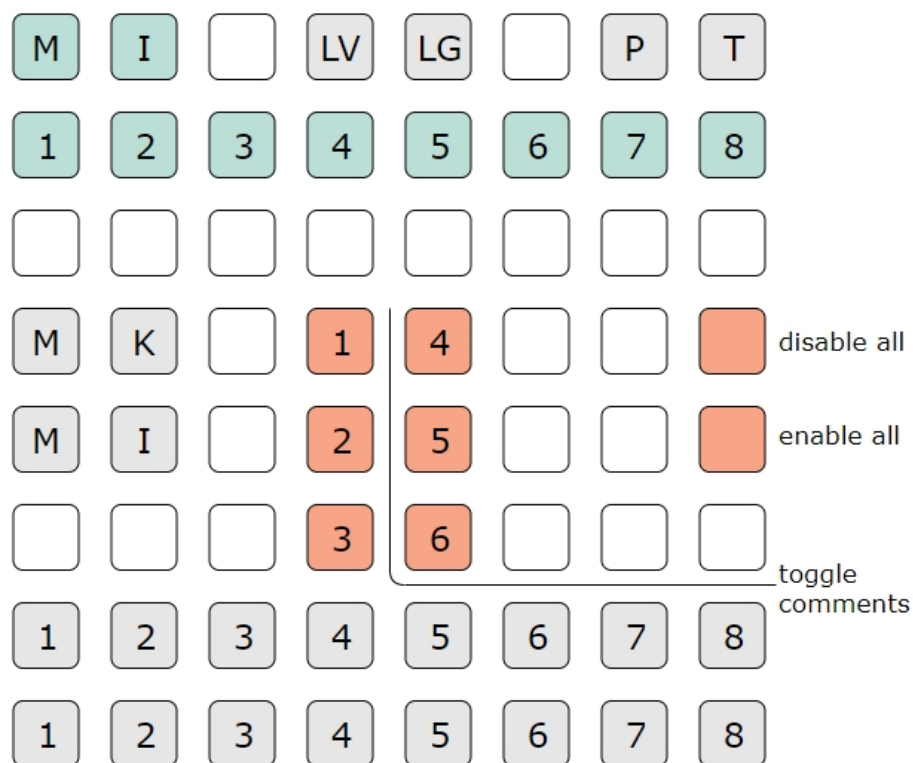 M I LV LG P T
1 2 3 4 5 6 7 8
M K 1 4 disable all
M I 2 5 enable all
3 6
toggle
comments
1 2 3 4 5 6 7 8
1 2 3 4 5 6 7 8